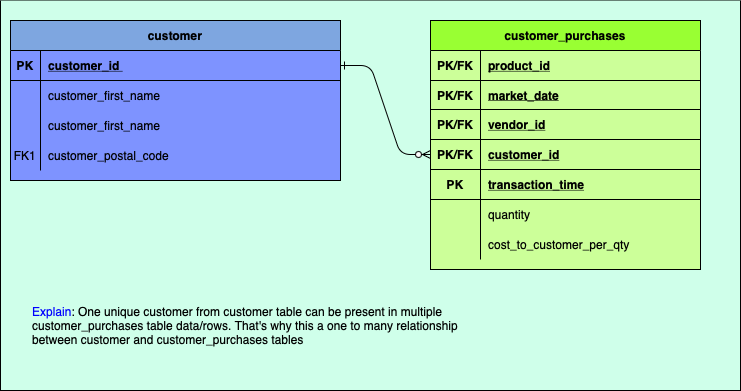 customer
PK customer_id
customer_first_name
customer_first_name
FK1 customer_postal_code
customer_purchases
PK/FK product_id
PK/FK market_date
PK/FK vendor_id
PK/FK customer_id
PK transaction_time
quantity
cost_to_customer_per_qty
Explain: One unique customer from customer table can be present in multiple
customer_purchases table data/rows. That's why this a one to many relationship
between customer and customer_purchases tables